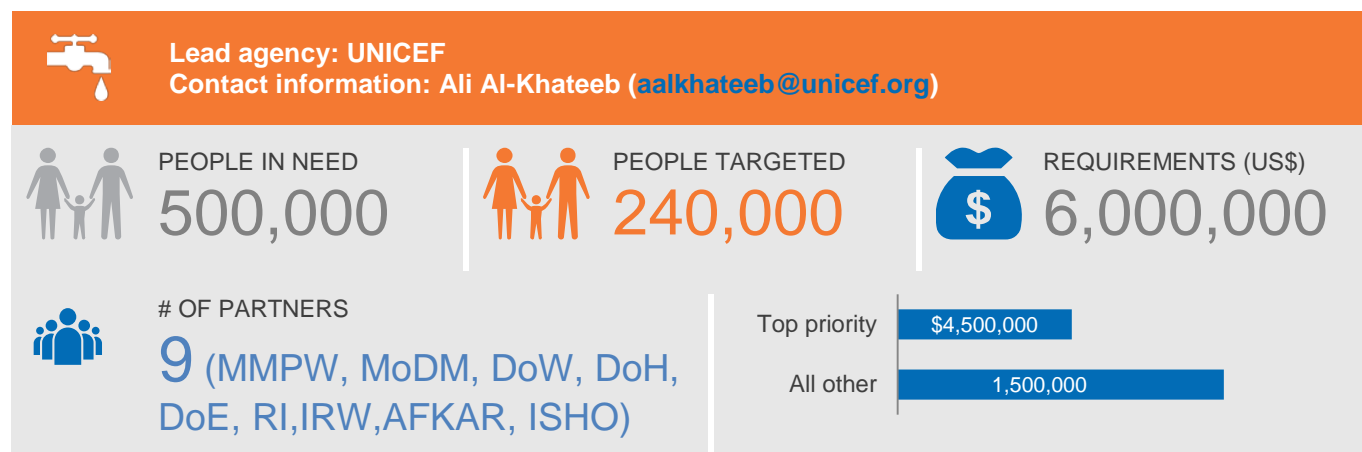 Lead agency: UNICEF
Contact information: Ali Al-Khateeb (aalkhateeb@unicef.org)
PEOPLE IN NEED
500,000
PEOPLE TARGETED
240,000
$
REQUIREMENTS (US$)
6,000,000
# OF PARTNERS
9 (MMPW, MoDM, DoW, DoH,
DoE, RI,IRW,AFKAR, ISHO)
Top priority
$4,500,000
All other
1,500,000